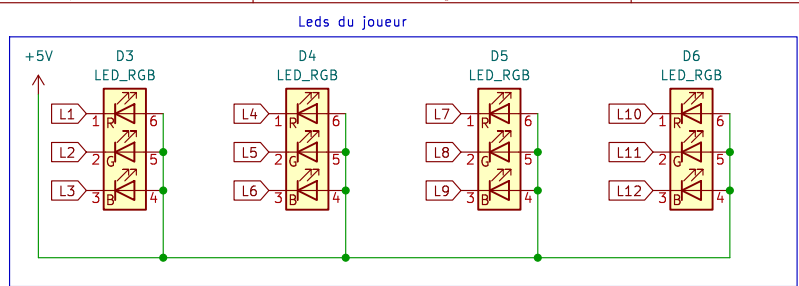 Leds du joueur
+5V
D3
LED_RGB
D4
LED_RGB
D5
LED_RGB
D6
LED_RGB
L1 1 R 6
L2 2 G 5
L3 3 B 4
L4 1 R 6
L5 2 G 5
L6 3 B 4
L7 1 R 6
L8 2 G 5
L9 3 B 4
L10 1 R 6
L11 2 G 5
L12 3 B 4